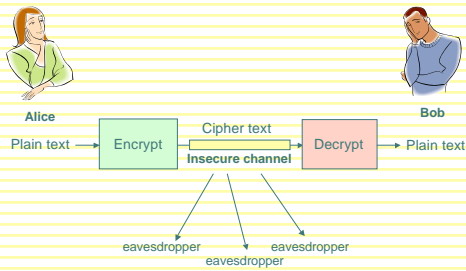 Alice
Bob
Plain text
Encrypt
Cipher text
Insecure channel
Decrypt
Plain text
eavesdropper
eavesdropper
eavesdropper